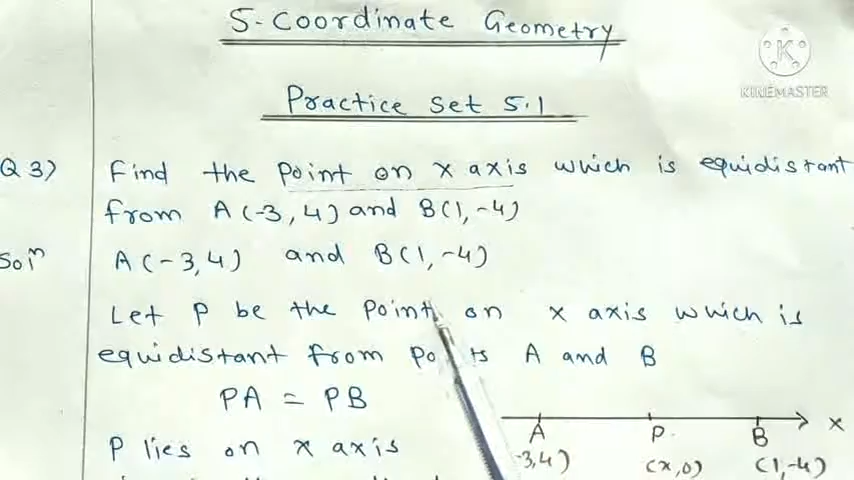 5-Coordinate Geometry
K
KINEMASTER
Practice Set 5.1
Q 3) Find the point on x axis which is equidistant
from A(-3,4) and B(1,-4)
Solⁿ A(-3,4) and B(1,-4)
Let P be the point on x axis which is
equidistant from po ts A and B
PA = PB
A P. B X
P lies on x axis
3,4) (x,0) (1,-4)